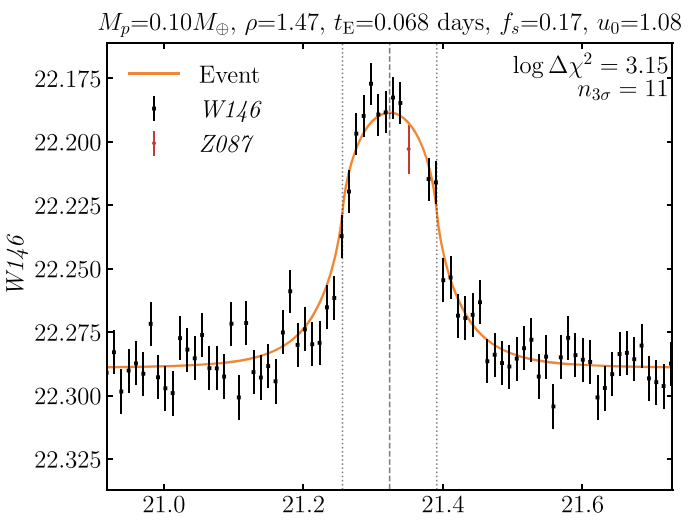 M_p=0.10M_⊕, ρ=1.47, t_E=0.068 days, f_s=0.17, u_0=1.08
log Δχ² = 3.15
n_3σ = 11
Event
W146
Z087
22.175
22.200
22.225
22.250
22.275
22.300
22.325
W146
21.0 21.2 21.4 21.6